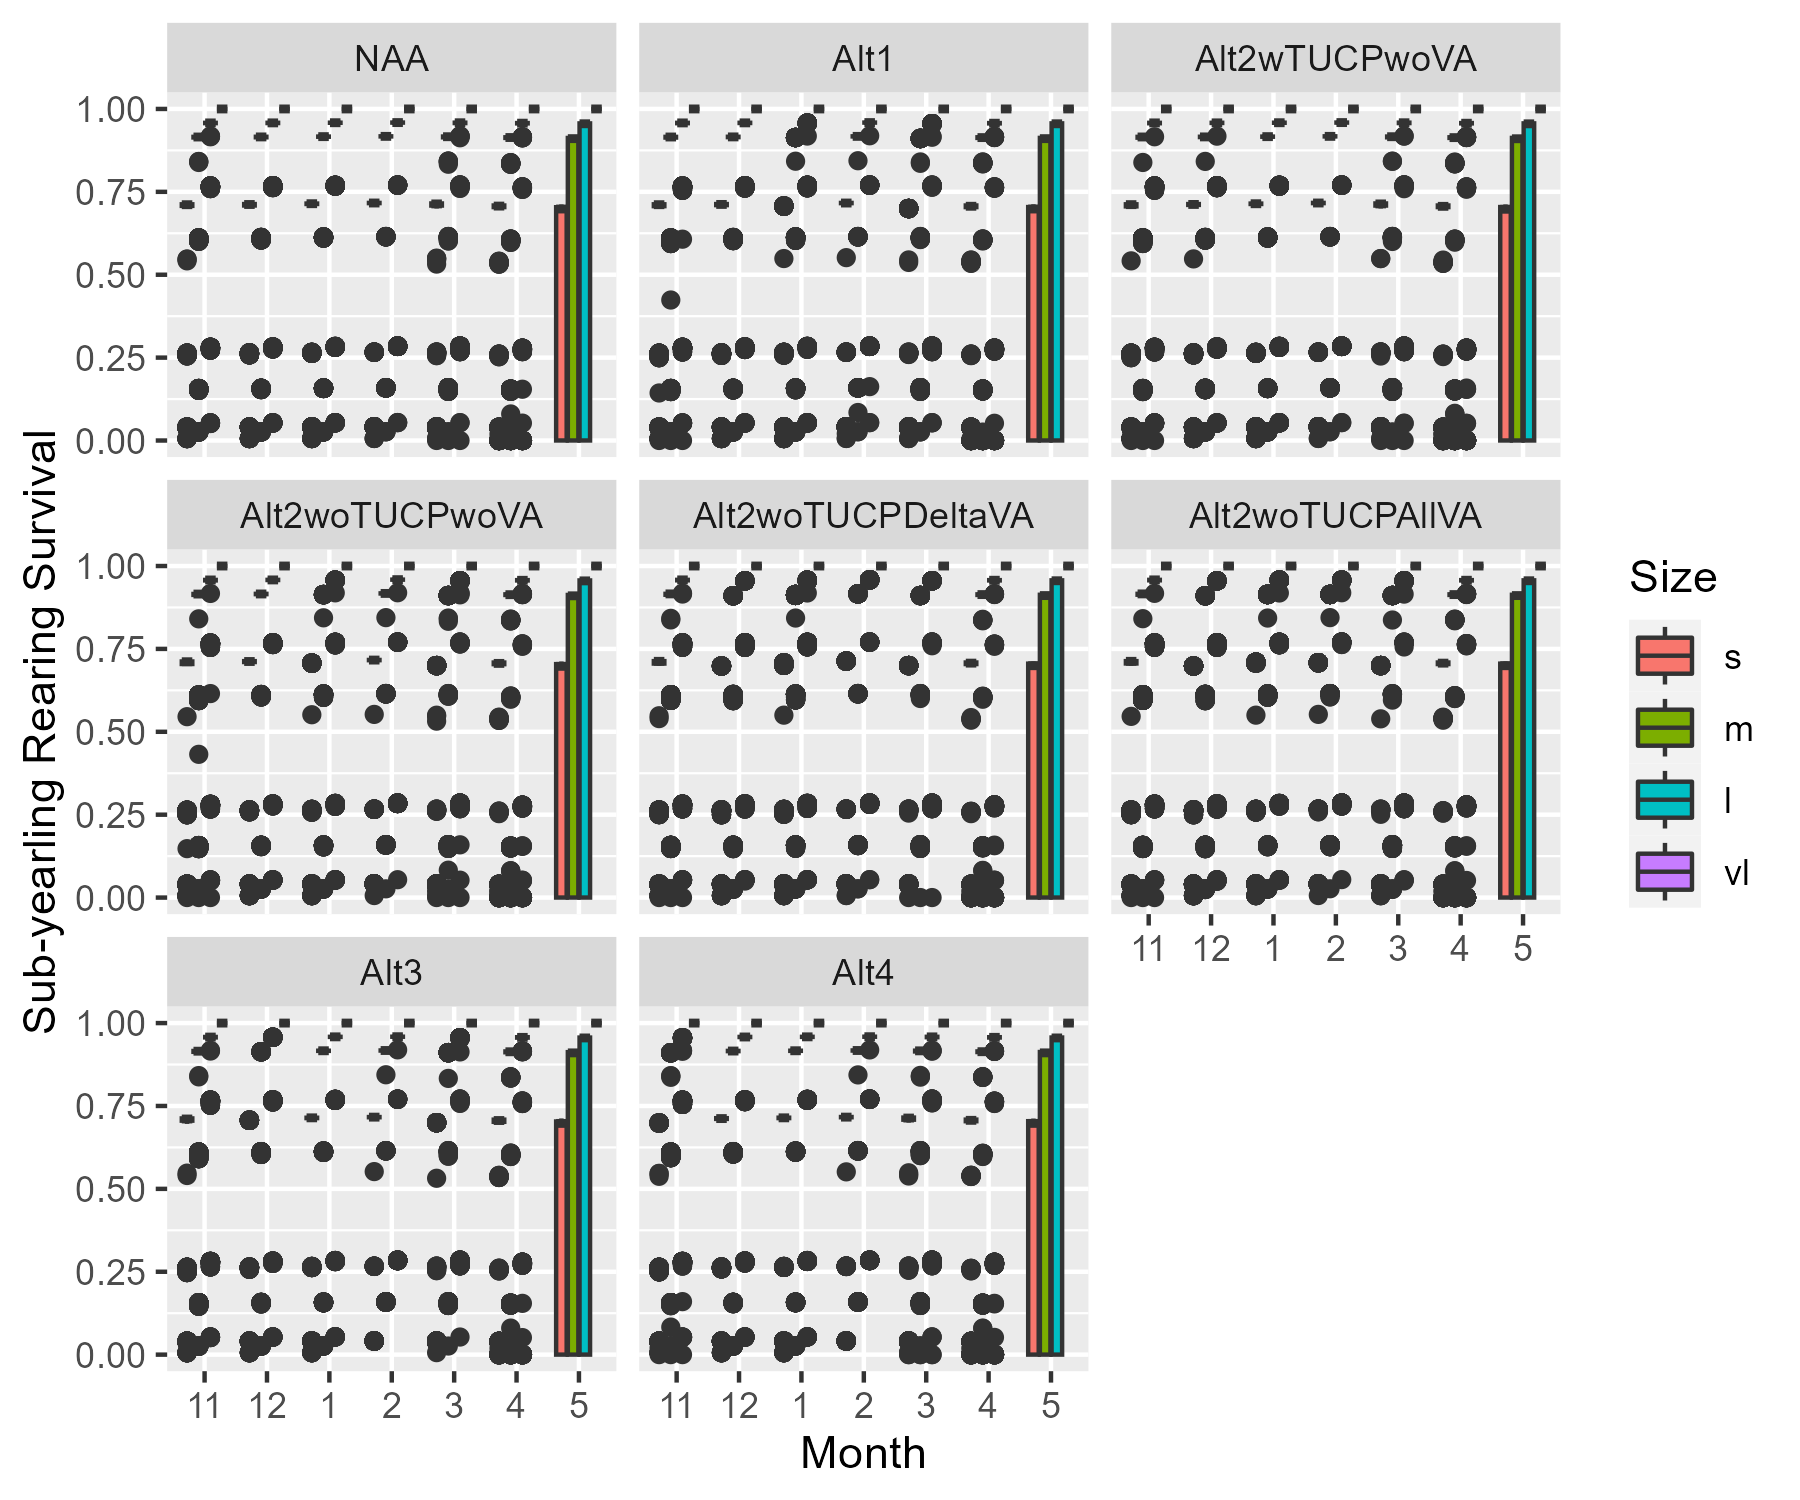 NAA Alt1 Alt2wTUCPwoVA
1.00
0.75
0.50
0.25
0.00
Alt2woTUCPwoVA Alt2woTUCPDeltaVA Alt2woTUCPAllVA
1.00
0.75
0.50
0.25
0.00
11 12 1 2 3 4 5
Alt3 Alt4
1.00
0.75
0.50
0.25
0.00
11 12 1 2 3 4 5 11 12 1 2 3 4 5
Month
Sub-yearling Rearing Survival
Size
s
m
l
vl